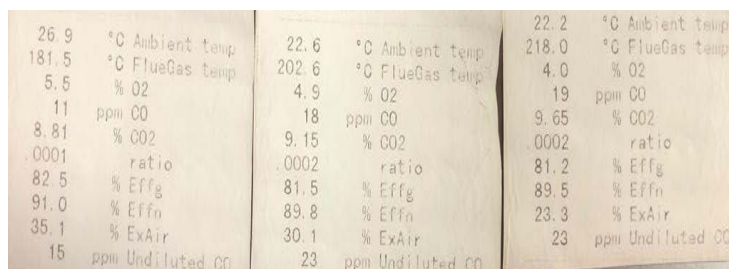 26.9 °C Ambient temp
181.5 °C FlueGas temp
5.5 % O2
11 ppm CO
8.81 % CO2
.0001 ratio
82.5 % Effg
91.0 % Effn
35.1 % ExAir
15 ppm Undiluted CO
22.6 °C Ambient temp
202.6 °C FlueGas temp
4.9 % O2
18 ppm CO
9.15 % CO2
.0002 ratio
81.5 % Effg
89.8 % Effn
30.1 % ExAir
23 ppm Undiluted CO
22.2 °C Ambient temp
218.0 °C FlueGas temp
4.0 % O2
19 ppm CO
9.65 % CO2
.0002 ratio
81.2 % Effg
89.5 % Effn
23.3 % ExAir
23 ppm Undiluted CO